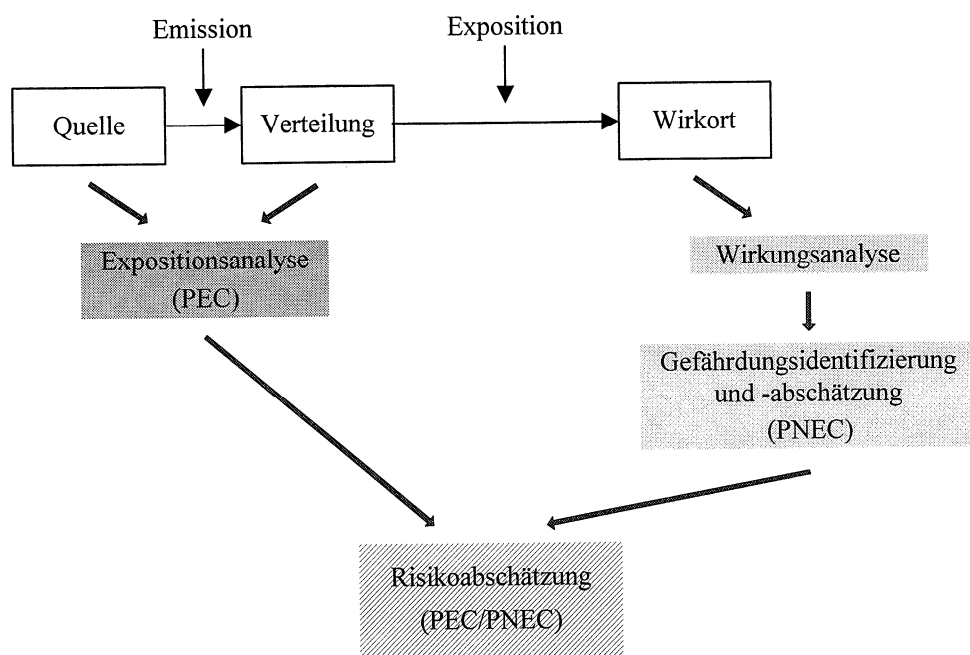 Emission
Exposition
Quelle
Verteilung
Wirkort
Expositionsanalyse
(PEC)
Wirkungsanalyse
Gefährdungsidentifizierung
und -abschätzung
(PNEC)
Risikoabschätzung
(PEC/PNEC)